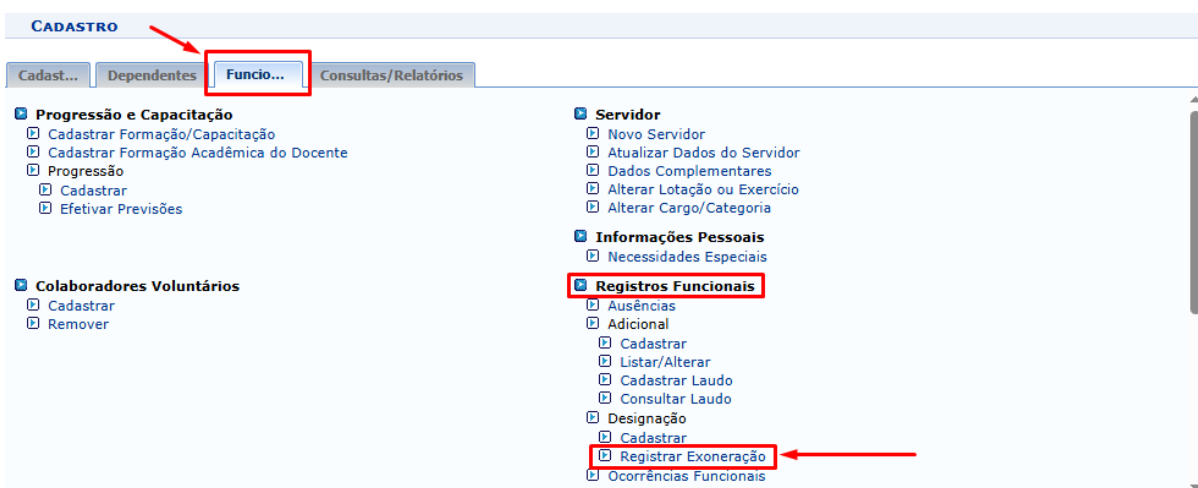 CADASTRO
Cadast...
Dependentes
Funcio...
Consultas/Relatórios
Progressão e Capacitação
Cadastrar Formação/Capacitação
Cadastrar Formação Acadêmica do Docente
Progressão
Cadastrar
Efetivar Previsões
Colaboradores Voluntários
Cadastrar
Remover
Servidor
Novo Servidor
Atualizar Dados do Servidor
Dados Complementares
Alterar Lotação ou Exercício
Alterar Cargo/Categoria
Informações Pessoais
Necessidades Especiais
Registros Funcionais
Ausências
Adicional
Cadastrar
Listar/Alterar
Cadastrar Laudo
Consultar Laudo
Designação
Cadastrar
Registrar Exoneração
Ocorrências Funcionais